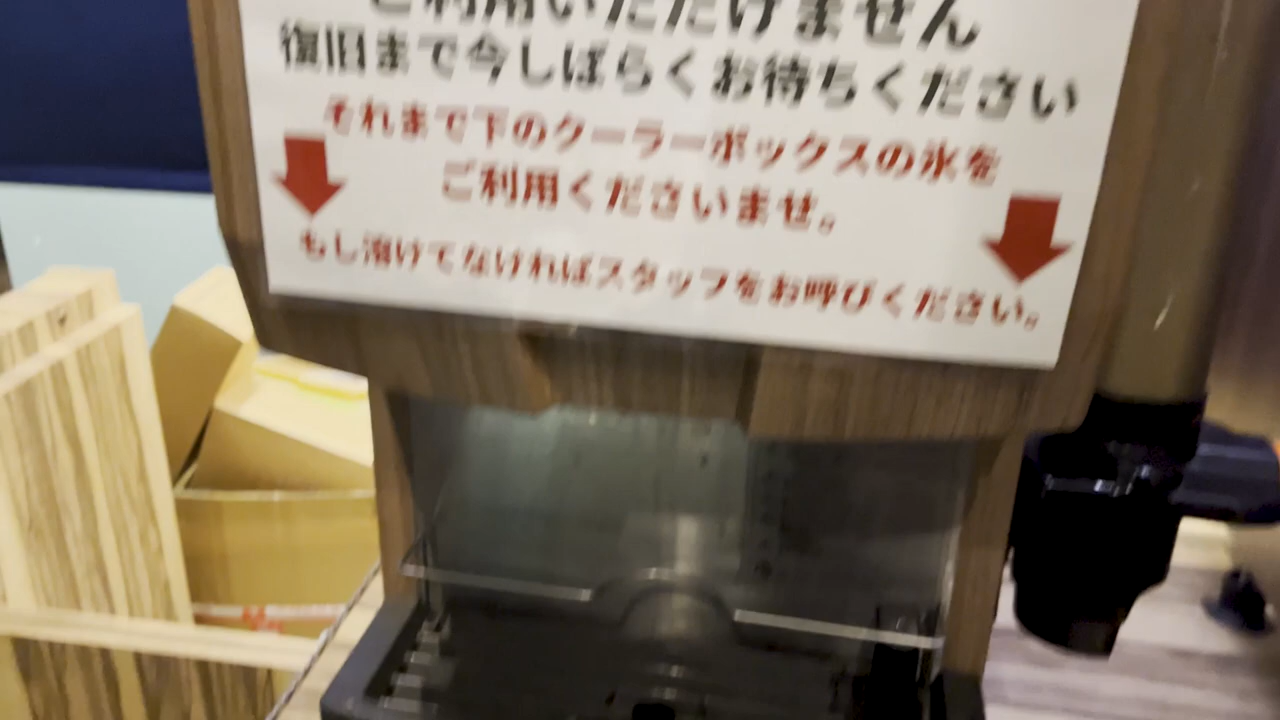 ご利用いただけません
復旧まで今しばらくお待ちください
それまで下のクーラーボックスの氷を
ご利用くださいませ。
もし溶けてなければスタッフをお呼びください。